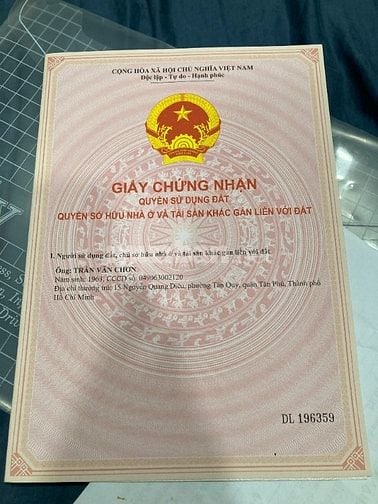 CỘNG HÒA XÃ HỘI CHỦ NGHĨA VIỆT NAM
Độc lập - Tự do - Hạnh phúc
GIẤY CHỨNG NHẬN
QUYỀN SỬ DỤNG ĐẤT
QUYỀN SỞ HỮU NHÀ Ở VÀ TÀI SẢN KHÁC GẮN LIỀN VỚI ĐẤT
I. Người sử dụng đất, chủ sở hữu nhà ở và tài sản khác gắn liền với đất
Ông: TRẦN VĂN CHƠN
Năm sinh: 1963, CCCD số: 049063002120
Địa chỉ thường trú: 15 Nguyễn Quang Diêu, phường Tân Quý, quận Tân Phú, Thành phố
Hồ Chí Minh
DL 196359